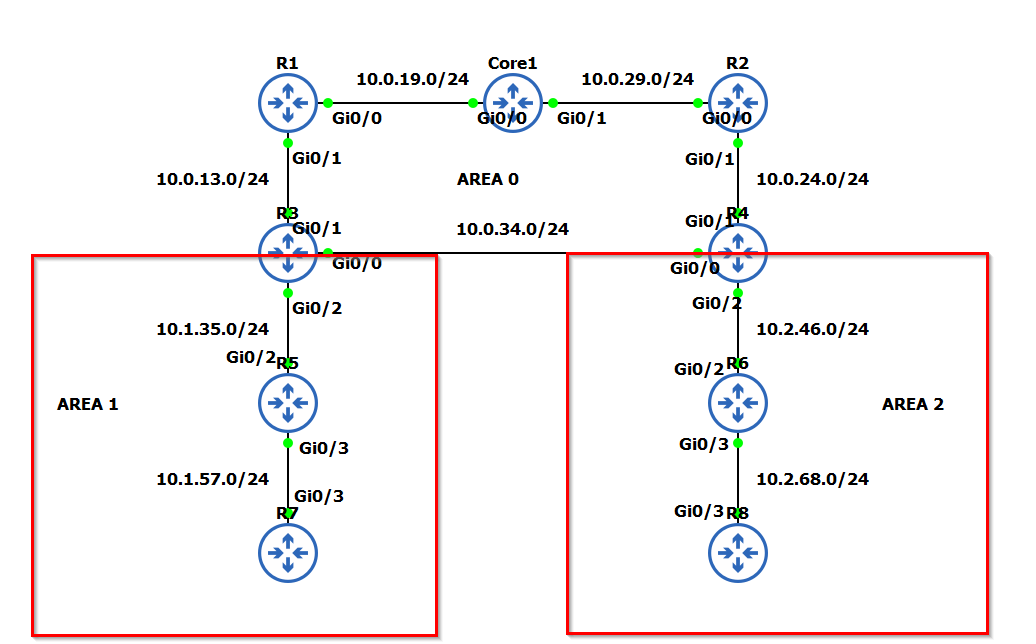 R1
Core1
R2
10.0.19.0/24
10.0.29.0/24
Gi0/0
Gi0/0
Gi0/1
Gi0/0
Gi0/1
Gi0/1
10.0.13.0/24
AREA 0
10.0.24.0/24
R3
Gi0/1
10.0.34.0/24
Gi0/1
R4
Gi0/0
Gi0/0
Gi0/2
Gi0/2
10.1.35.0/24
10.2.46.0/24
Gi0/2
R5
Gi0/2
R6
AREA 1
AREA 2
Gi0/3
Gi0/3
10.1.57.0/24
10.2.68.0/24
Gi0/3
R7
Gi0/3
R8